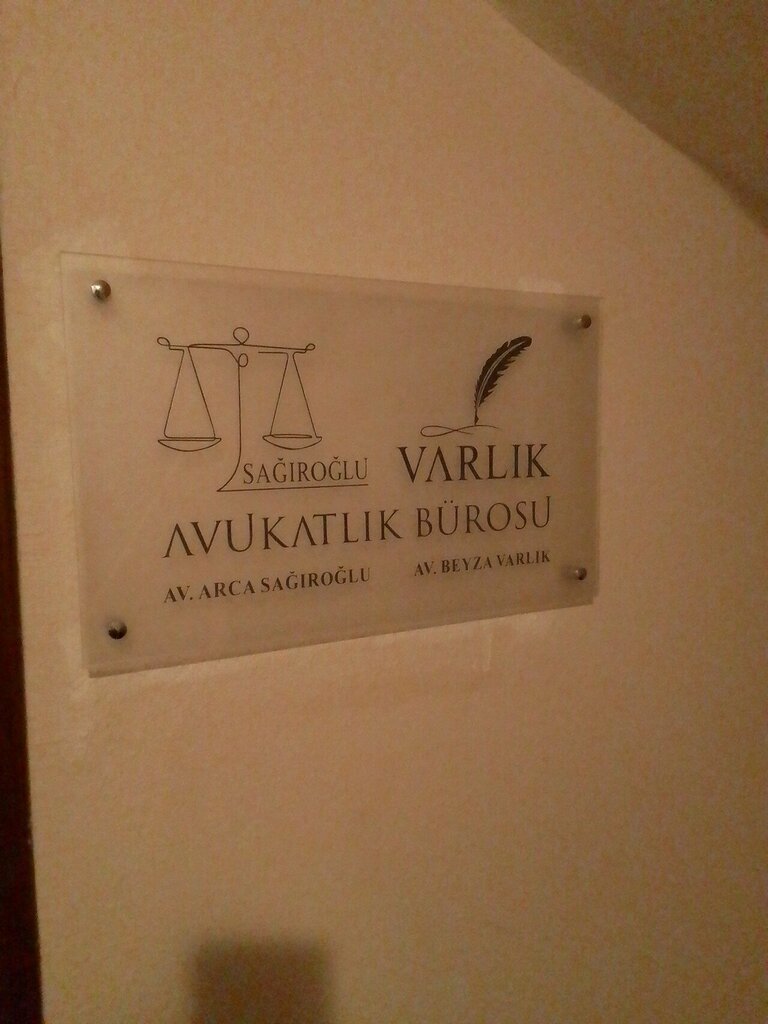 SAĞIROĞLU VARLIK
AVUKATLIK BÜROSU
AV. ARCA SAĞIROĞLU AV. BEYZA VARLIK